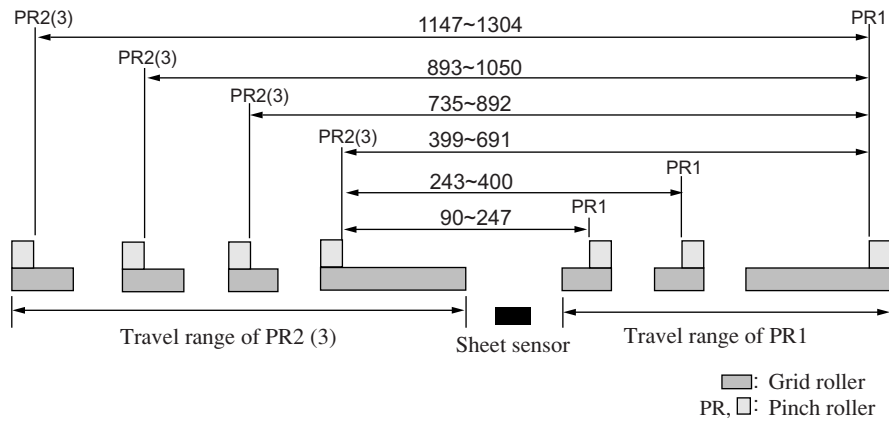 PR2(3)
1147~1304
PR1
PR2(3)
893~1050
PR2(3)
735~892
PR2(3)
399~691
243~400
PR1
90~247
PR1
Travel range of PR2 (3)
Sheet sensor
Travel range of PR1
: Grid roller
PR, : Pinch roller